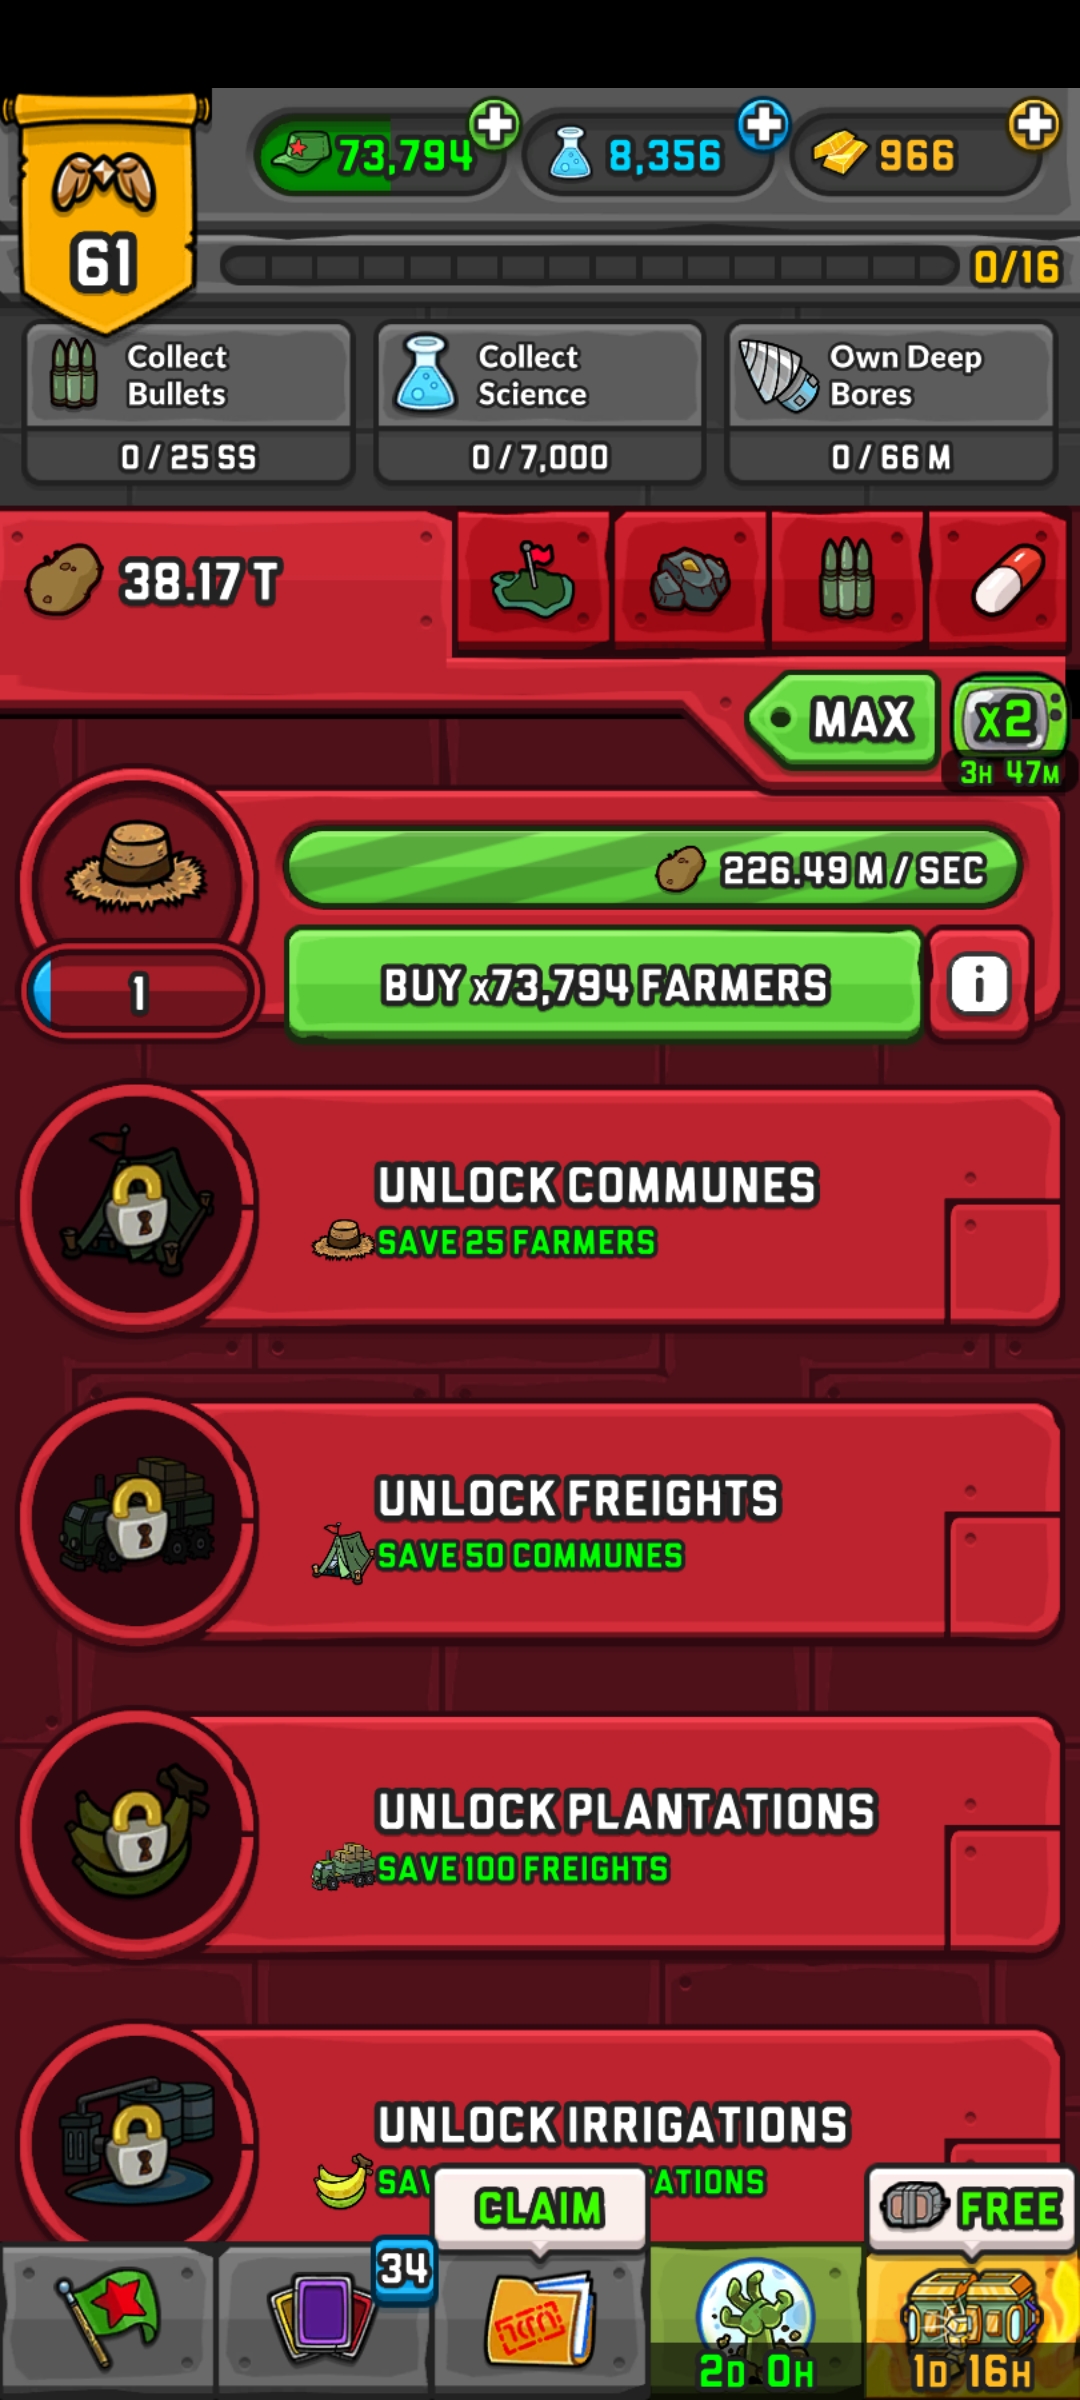 73,794
8,356
966
61
0/16
Collect
Bullets
Collect
Science
Own Deep
Bores
0 / 25 SS
0 / 7,000
0 / 66 M
38.17 T
MAX
x2
3H 47M
226.49 M / SEC
1
BUY x73,794 FARMERS
i
UNLOCK COMMUNES
SAVE 25 FARMERS
UNLOCK FREIGHTS
SAVE 50 COMMUNES
UNLOCK PLANTATIONS
SAVE 100 FREIGHTS
UNLOCK IRRIGATIONS
CLAIM
FREE
34
2D 0H
1D 16H